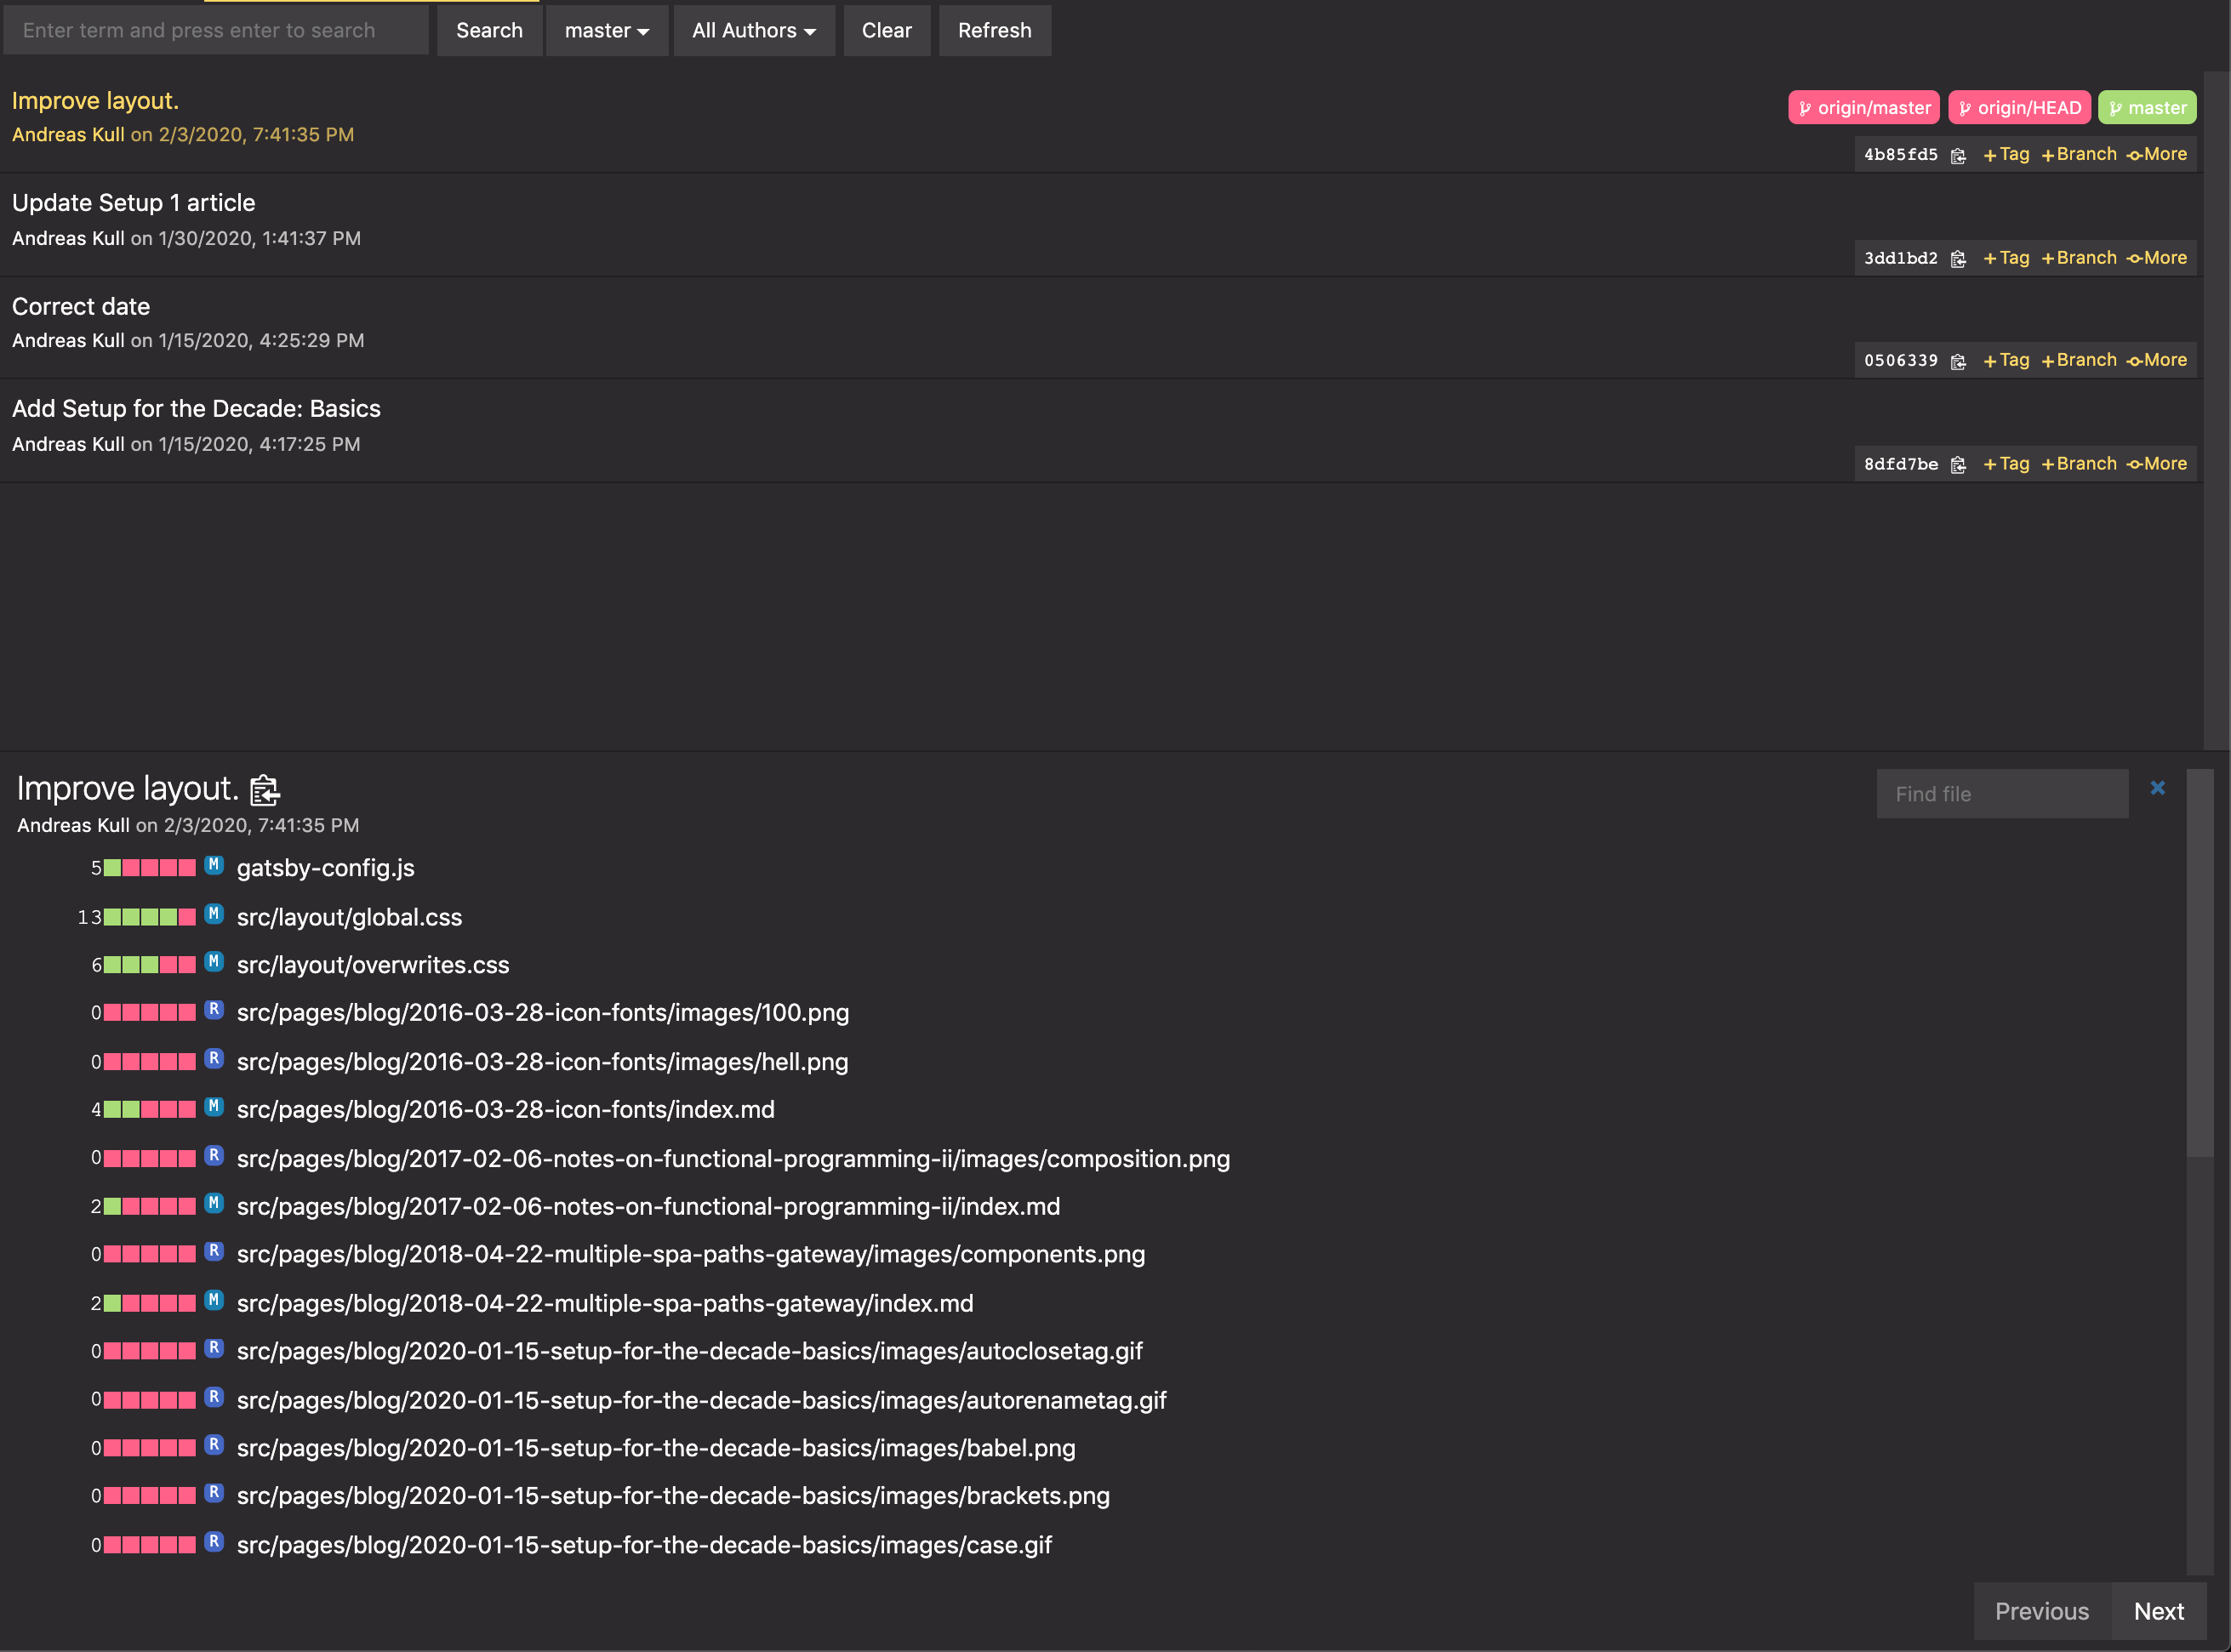 Enter term and press enter to search Search master All Authors Clear Refresh
Improve layout. origin/master origin/HEAD master
Andreas Kull on 2/3/2020, 7:41:35 PM
4b85fd5 +Tag +Branch More
Update Setup 1 article
Andreas Kull on 1/30/2020, 1:41:37 PM
3dd1bd2 +Tag +Branch More
Correct date
Andreas Kull on 1/15/2020, 4:25:29 PM
0506339 +Tag +Branch More
Add Setup for the Decade: Basics
Andreas Kull on 1/15/2020, 4:17:25 PM
8dfd7be +Tag +Branch More
Improve layout. Find file
Andreas Kull on 2/3/2020, 7:41:35 PM
5 M gatsby-config.js
13 M src/layout/global.css
6 M src/layout/overwrites.css
0 R src/pages/blog/2016-03-28-icon-fonts/images/100.png
0 R src/pages/blog/2016-03-28-icon-fonts/images/hell.png
4 M src/pages/blog/2016-03-28-icon-fonts/index.md
0 R src/pages/blog/2017-02-06-notes-on-functional-programming-ii/images/composition.png
2 M src/pages/blog/2017-02-06-notes-on-functional-programming-ii/index.md
0 R src/pages/blog/2018-04-22-multiple-spa-paths-gateway/images/components.png
2 M src/pages/blog/2018-04-22-multiple-spa-paths-gateway/index.md
0 R src/pages/blog/2020-01-15-setup-for-the-decade-basics/images/autoclosetag.gif
0 R src/pages/blog/2020-01-15-setup-for-the-decade-basics/images/autorenametag.gif
0 R src/pages/blog/2020-01-15-setup-for-the-decade-basics/images/babel.png
0 R src/pages/blog/2020-01-15-setup-for-the-decade-basics/images/brackets.png
0 R src/pages/blog/2020-01-15-setup-for-the-decade-basics/images/case.gif
Previous Next